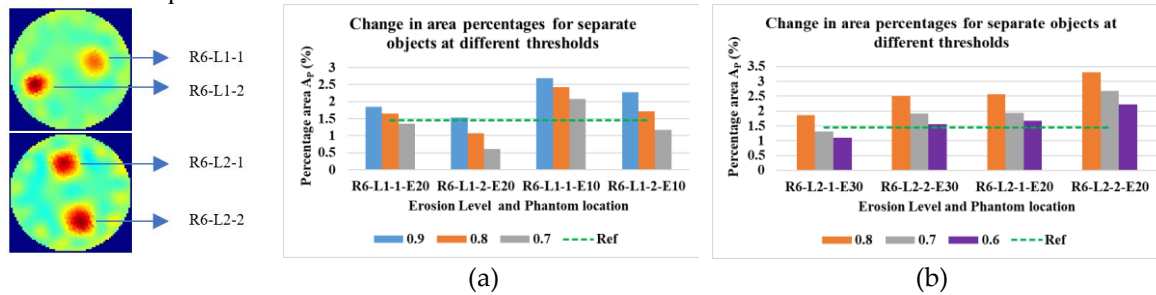 R6-L1-1
R6-L1-2
R6-L2-1
R6-L2-2
Change in area percentages for separate
objects at different thresholds
Percentage area AP (%)
3
2.5
2
1.5
1
0.5
0
R6-L1-1-E20 R6-L1-2-E20 R6-L1-1-E10 R6-L1-2-E10
Erosion Level and Phantom location
0.9 0.8 0.7 Ref
(a)
Change in area percentages for separate objects at
different thresholds
Percentage area AP (%)
3.5
3
2.5
2
1.5
1
0.5
0
R6-L2-1-E30 R6-L2-2-E30 R6-L2-1-E20 R6-L2-2-E20
Erosion Level and Phantom location
0.8 0.7 0.6 Ref
(b)